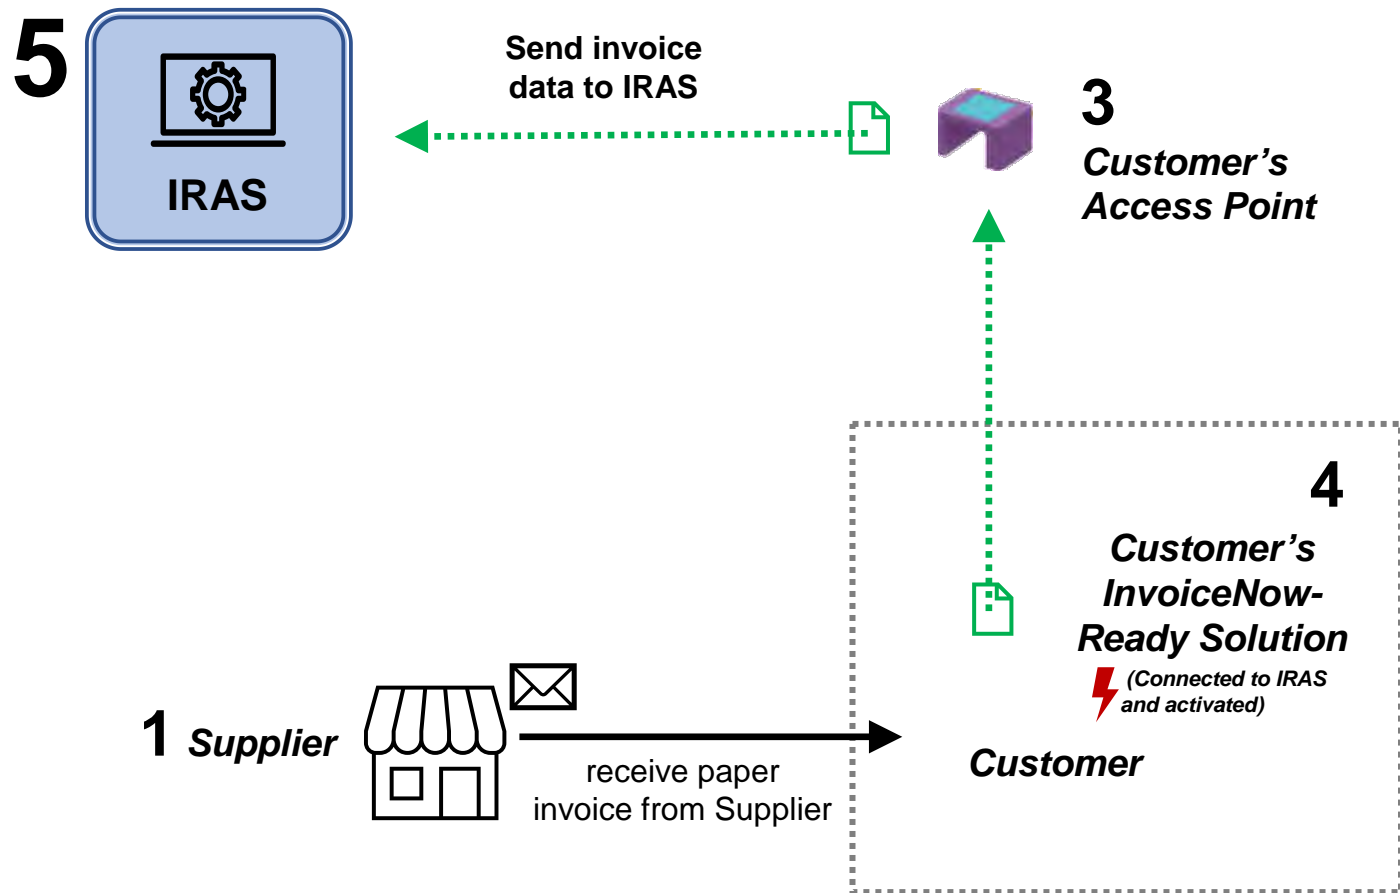 5
IRAS
Send invoice
data to IRAS
3
Customer’s
Access Point
4
Customer’s
InvoiceNow-
Ready Solution
(Connected to IRAS
and activated)
1 Supplier
receive paper
invoice from Supplier
Customer